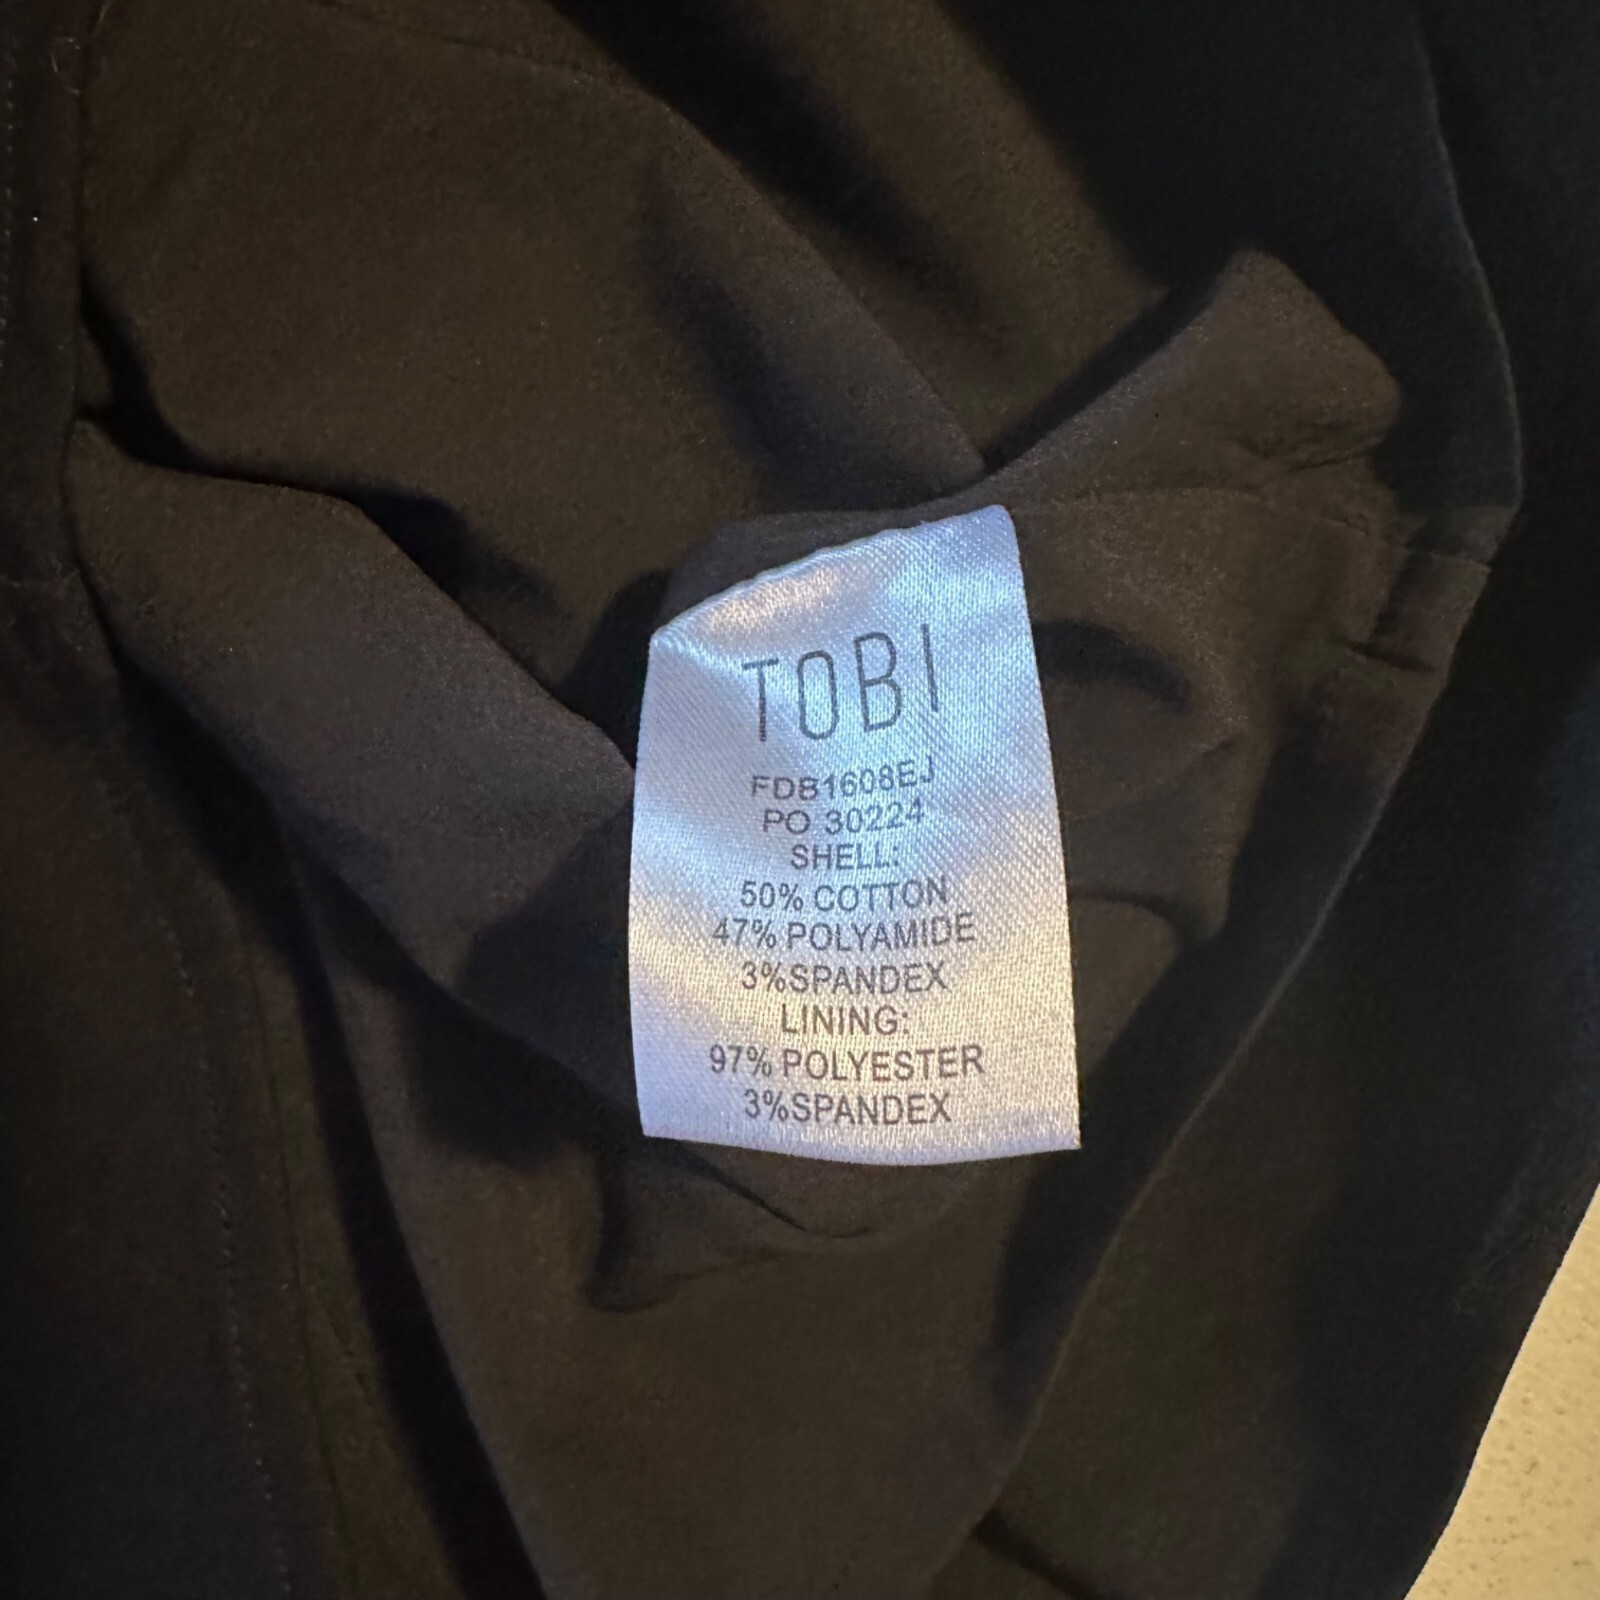 TOBI
FDB1608EJ
PO 30224
SHELL:
50% COTTON
47% POLYAMIDE
3%SPANDEX
LINING:
97% POLYESTER
3%SPANDEX